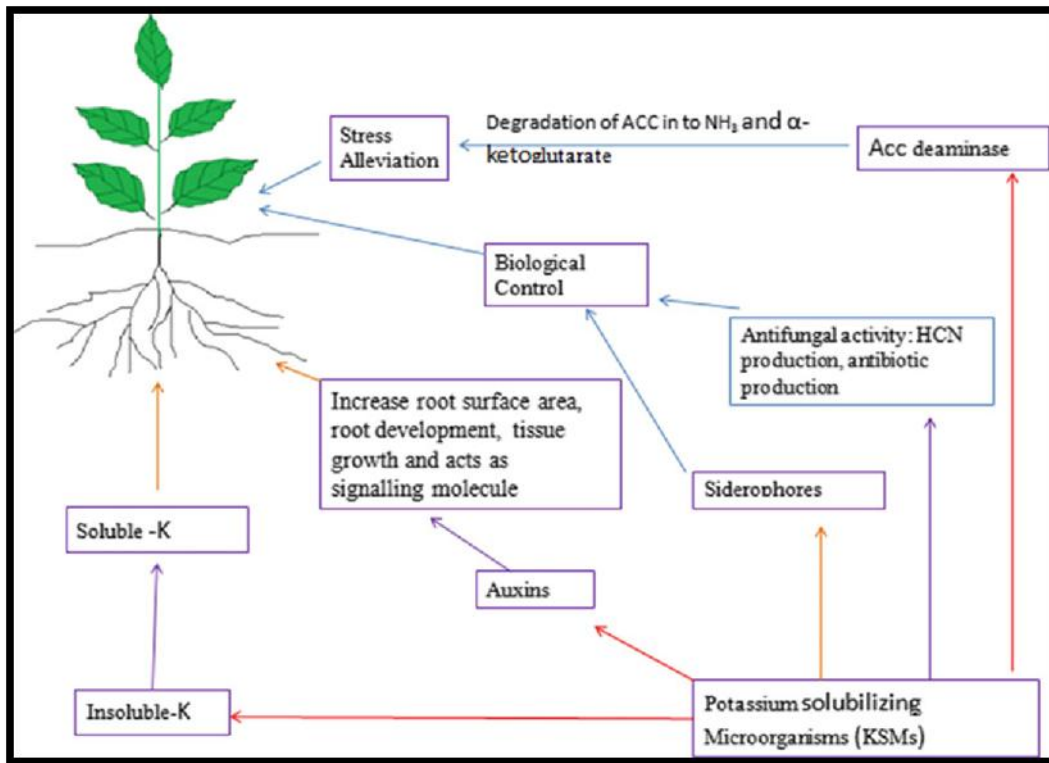 Stress
Alleviation
Degradation of ACC in to NH₃ and α-
ketoglutarate
Acc deaminase
Biological
Control
Antifungal activity: HCN
production, antibiotic
production
Increase root surface area,
root development, tissue
growth and acts as
signalling molecule
Siderophores
Soluble -K
Auxins
Insoluble-K
Potassium solubilizing
Microorganisms (KSMs)